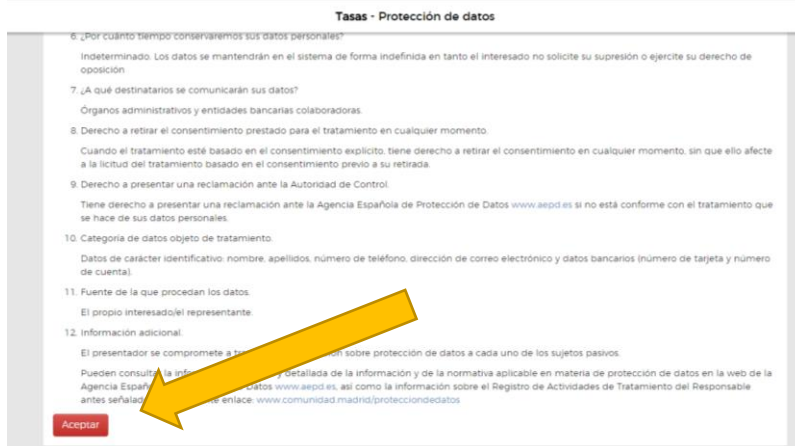 Tasas - Protección de datos
6. ¿Por cuánto tiempo conservaremos sus datos personales?
Indeterminado. Los datos se mantendrán en el sistema de forma indefinida en tanto el interesado no solicite su supresión o ejercite su derecho de
oposición
7. ¿A qué destinatarios se comunicarán sus datos?
Órganos administrativos y entidades bancarias colaboradoras.
8. Derecho a retirar el consentimiento prestado para el tratamiento en cualquier momento.
Cuando el tratamiento esté basado en el consentimiento explícito, tiene derecho a retirar el consentimiento en cualquier momento, sin que ello afecte
a la licitud del tratamiento basado en el consentimiento previo a su retirada.
9. Derecho a presentar una reclamación ante la Autoridad de Control.
Tiene derecho a presentar una reclamación ante la Agencia Española de Protección de Datos www.aepd.es si no está conforme con el tratamiento que
se hace de sus datos personales.
10. Categoría de datos objeto de tratamiento.
Datos de carácter identificativo: nombre, apellidos, número de teléfono, dirección de correo electrónico y datos bancarios (número de tarjeta y número
de cuenta).
11. Fuente de la que procedan los datos.
El propio interesado/el representante.
12. Información adicional.
El presentador se compromete a sobre protección de datos a cada uno de los sujetos pasivos.
Pueden consultar la y detallada de la información y de la normativa aplicable en materia de protección de datos en la web de la
Agencia Datos www.aepd.es, así como la información sobre el Registro de Actividades de Tratamiento del Responsable
antes enlace: www.comunidad.madrid/protecciondedatos
Aceptar